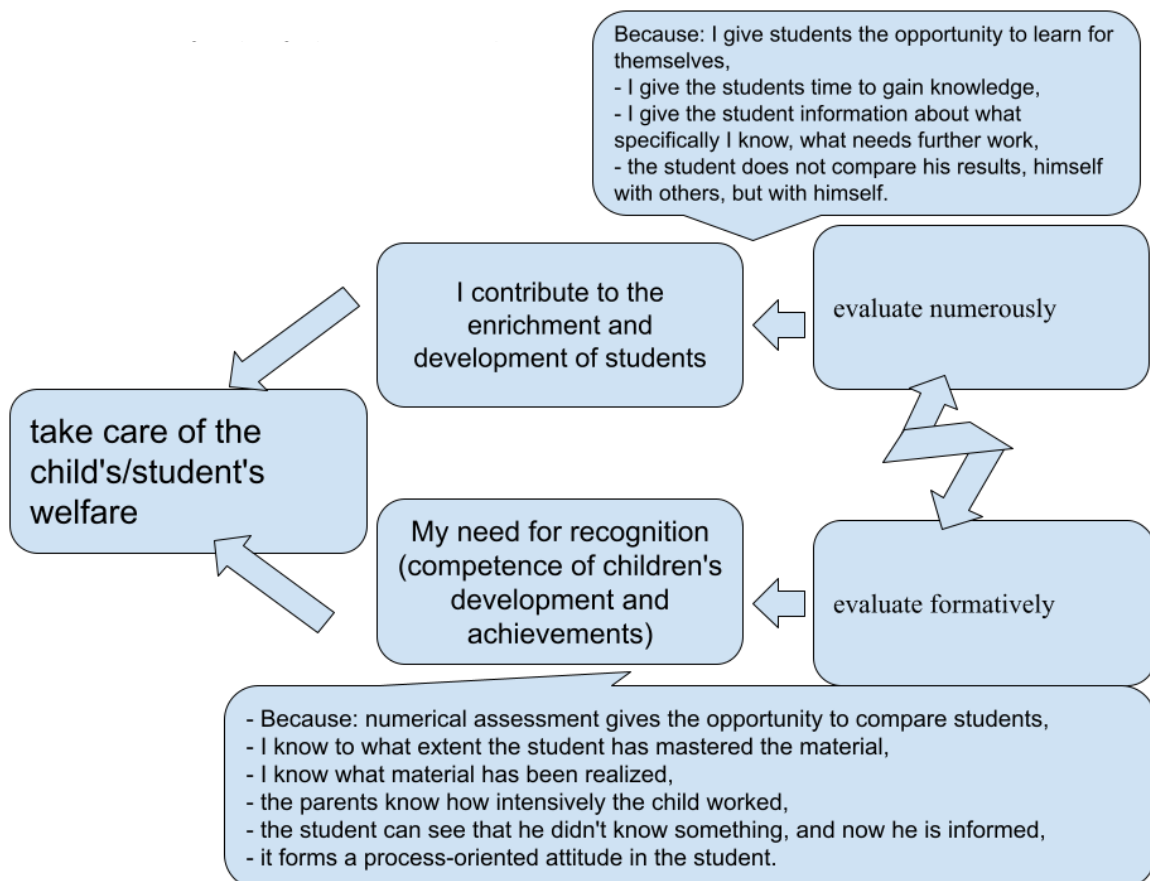 Because: I give students the opportunity to learn for
themselves,
- I give the students time to gain knowledge,
- I give the student information about what
specifically I know, what needs further work,
- the student does not compare his results, himself
with others, but with himself.
I contribute to the
enrichment and
development of students
evaluate numerously
take care of the
child's/student's
welfare
My need for recognition
(competence of children's
development and
achievements)
evaluate formatively
- Because: numerical assessment gives the opportunity to compare students,
- I know to what extent the student has mastered the material,
- I know what material has been realized,
- the parents know how intensively the child worked,
- the student can see that he didn't know something, and now he is informed,
- it forms a process-oriented attitude in the student.